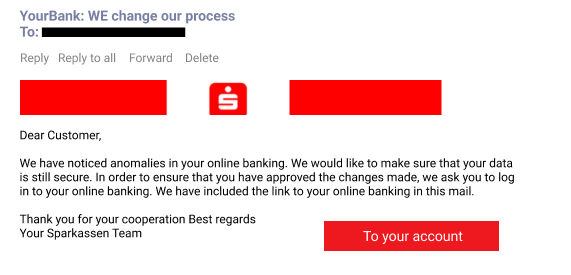 YourBank: WE change our process
To:
Reply Reply to all Forward Delete
Dear Customer,
We have noticed anomalies in your online banking. We would like to make sure that your data
is still secure. In order to ensure that you have approved the changes made, we ask you to log
in to your online banking. We have included the link to your online banking in this mail.
Thank you for your cooperation Best regards
Your Sparkassen Team
To your account